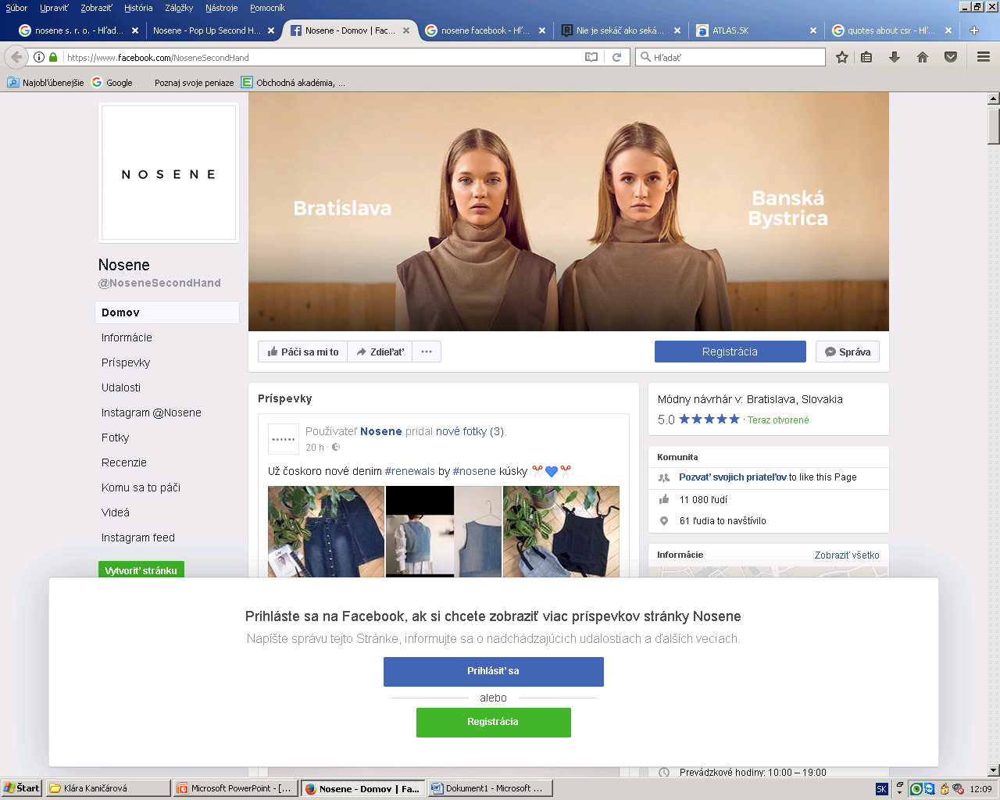 Súbor Upraviť Zobraziť História Záložky Nástroje Pomocník
nosene s. r. o. - Hľad...
Nosene - Pop Up Second H...
Nosene - Domov | Fac...
nosene facebook - Hľ...
Nie je sekáč ako seká...
ATLAS.SK
quotes about csr - Hľ...
https://www.facebook.com/NoseneSecondHand
Hľadať
Najobľúbenejšie Google Poznaj svoje peniaze Obchodná akadémia, ...
NOSENE
Nosene
@NoseneSecondHand
Domov
Informácie
Príspevky
Udalosti
Instagram @Nosene
Fotky
Recenzie
Komu sa to páči
Videá
Instagram feed
Vytvoriť stránku
Bratislava
Banská
Bystrica
Páči sa mi to Zdieľať ...
Registrácia Správa
Príspevky
NOSENE
Používateľ Nosene pridal nové fotky (3).
20 h ·
Už čoskoro nové denim #renewals by #nosene kúsky
Módny návrhár v: Bratislava, Slovakia
5.0 ★★★★★ · Teraz otvorené
Komunita
Pozvať svojich priateľov to like this Page
11 080 ľudí
61 ľudia to navštívilo
Informácie Zobraziť všetko
Prihláste sa na Facebook, ak si chcete zobraziť viac príspevkov stránky Nosene
Napíšte správu tejto Stránke, informujte sa o nadchádzajúcich udalostiach a ďalších veciach.
Prihlásiť sa
alebo
Registrácia
Prevádzkové hodiny: 10:00 – 19:00
Štart
Klára Kaničárová
Microsoft PowerPoint - [...
Nosene - Domov | Fa...
Dokument1 - Microsoft ...
SK
12:09